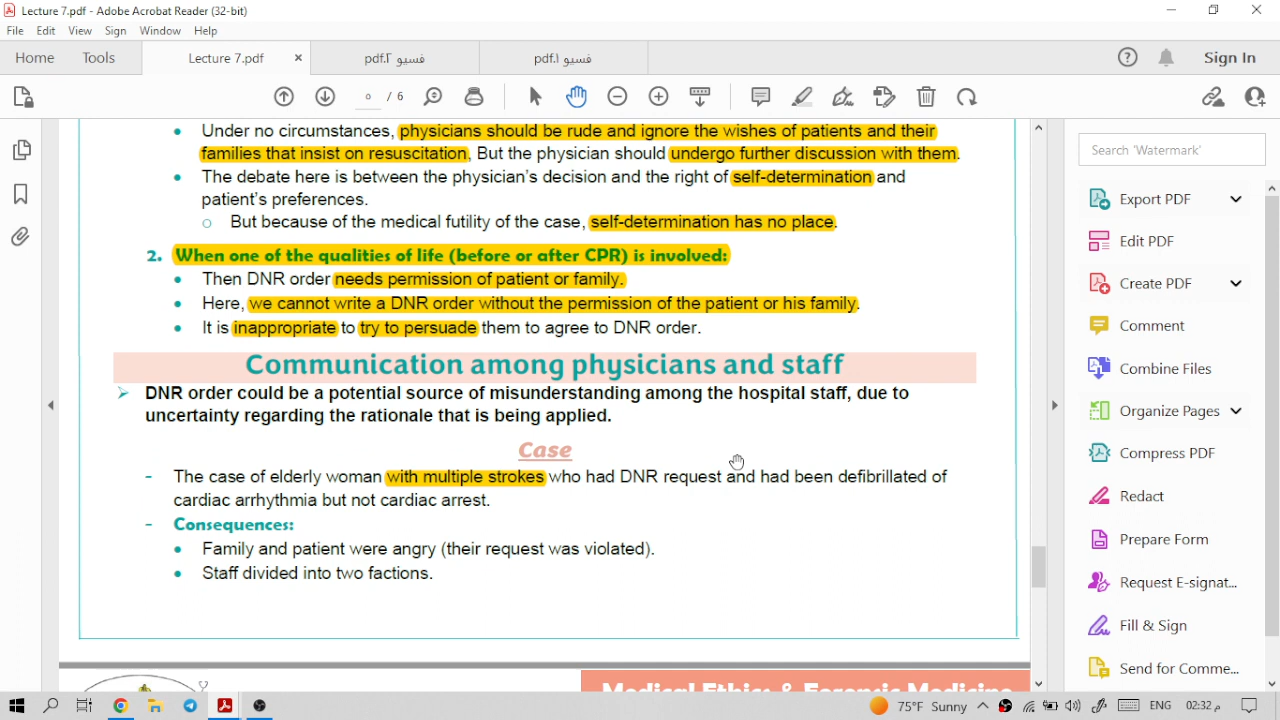 Lecture 7.pdf - Adobe Acrobat Reader (32-bit)
File Edit View Sign Window Help
Home Tools Lecture 7.pdf × فسيو ٢.pdf فسيو ١.pdf Sign In
٥ / 6
• Under no circumstances, physicians should be rude and ignore the wishes of patients and their
families that insist on resuscitation, But the physician should undergo further discussion with them.
• The debate here is between the physician's decision and the right of self-determination and
patient's preferences.
o But because of the medical futility of the case, self-determination has no place.
2. When one of the qualities of life (before or after CPR) is involved:
• Then DNR order needs permission of patient or family.
• Here, we cannot write a DNR order without the permission of the patient or his family.
• It is inappropriate to try to persuade them to agree to DNR order.
Communication among physicians and staff
➢ DNR order could be a potential source of misunderstanding among the hospital staff, due to
uncertainty regarding the rationale that is being applied.
Case
- The case of elderly woman with multiple strokes who had DNR request and had been defibrillated of
cardiac arrhythmia but not cardiac arrest.
- Consequences:
• Family and patient were angry (their request was violated).
• Staff divided into two factions.
Medical Ethics & Forensic Medicine
Search 'Watermark'
Export PDF
Edit PDF
Create PDF
Comment
Combine Files
Organize Pages
Compress PDF
Redact
Prepare Form
Request E-signat...
Fill & Sign
Send for Comme...
75°F Sunny ENG 02:32 م